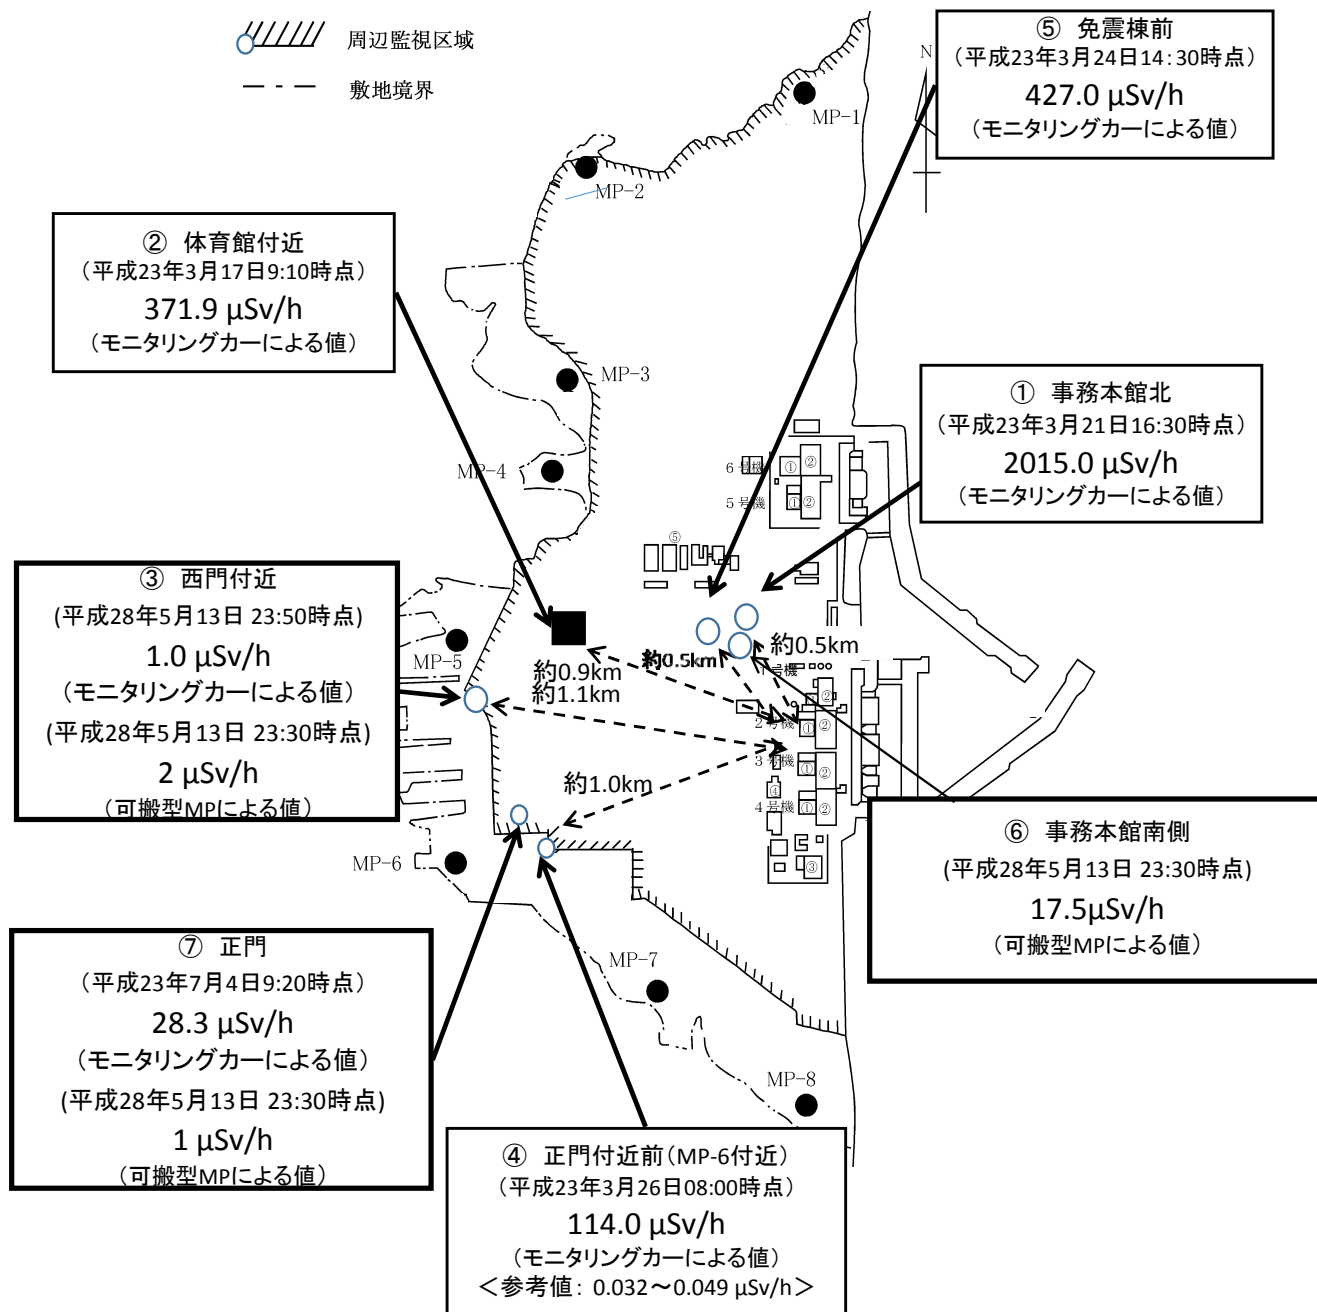 周辺監視区域
敷地境界
⑤ 免震棟前
（平成23年3月24日14:30時点）
427.0 μSv/h
（モニタリングカーによる値）
N
MP-1
MP-2
② 体育館付近
（平成23年3月17日9:10時点）
371.9 μSv/h
（モニタリングカーによる値）
MP-3
① 事務本館北
（平成23年3月21日16:30時点）
2015.0 μSv/h
（モニタリングカーによる値）
MP-4
6号機
① ②
5号機
① ②
⑤
③ 西門付近
(平成28年5月13日 23:50時点)
1.0 μSv/h
（モニタリングカーによる値）
(平成28年5月13日 23:30時点)
2 μSv/h
（可搬型MPによる値）
MP-5
約0.9km
約1.1km
約0.5km
約0.5km
1号機
②
2号機
① ②
3号機
① ②
④
4号機
① ②
③
約1.0km
MP-6
⑥ 事務本館南側
(平成28年5月13日 23:30時点)
17.5μSv/h
（可搬型MPによる値）
⑦ 正門
（平成23年7月4日9:20時点）
28.3 μSv/h
（モニタリングカーによる値）
(平成28年5月13日 23:30時点)
1 μSv/h
（可搬型MPによる値）
MP-7
MP-8
④ 正門付近前（MP-6付近）
（平成23年3月26日08:00時点）
114.0 μSv/h
（モニタリングカーによる値）
＜参考値: 0.032～0.049 μSv/h＞